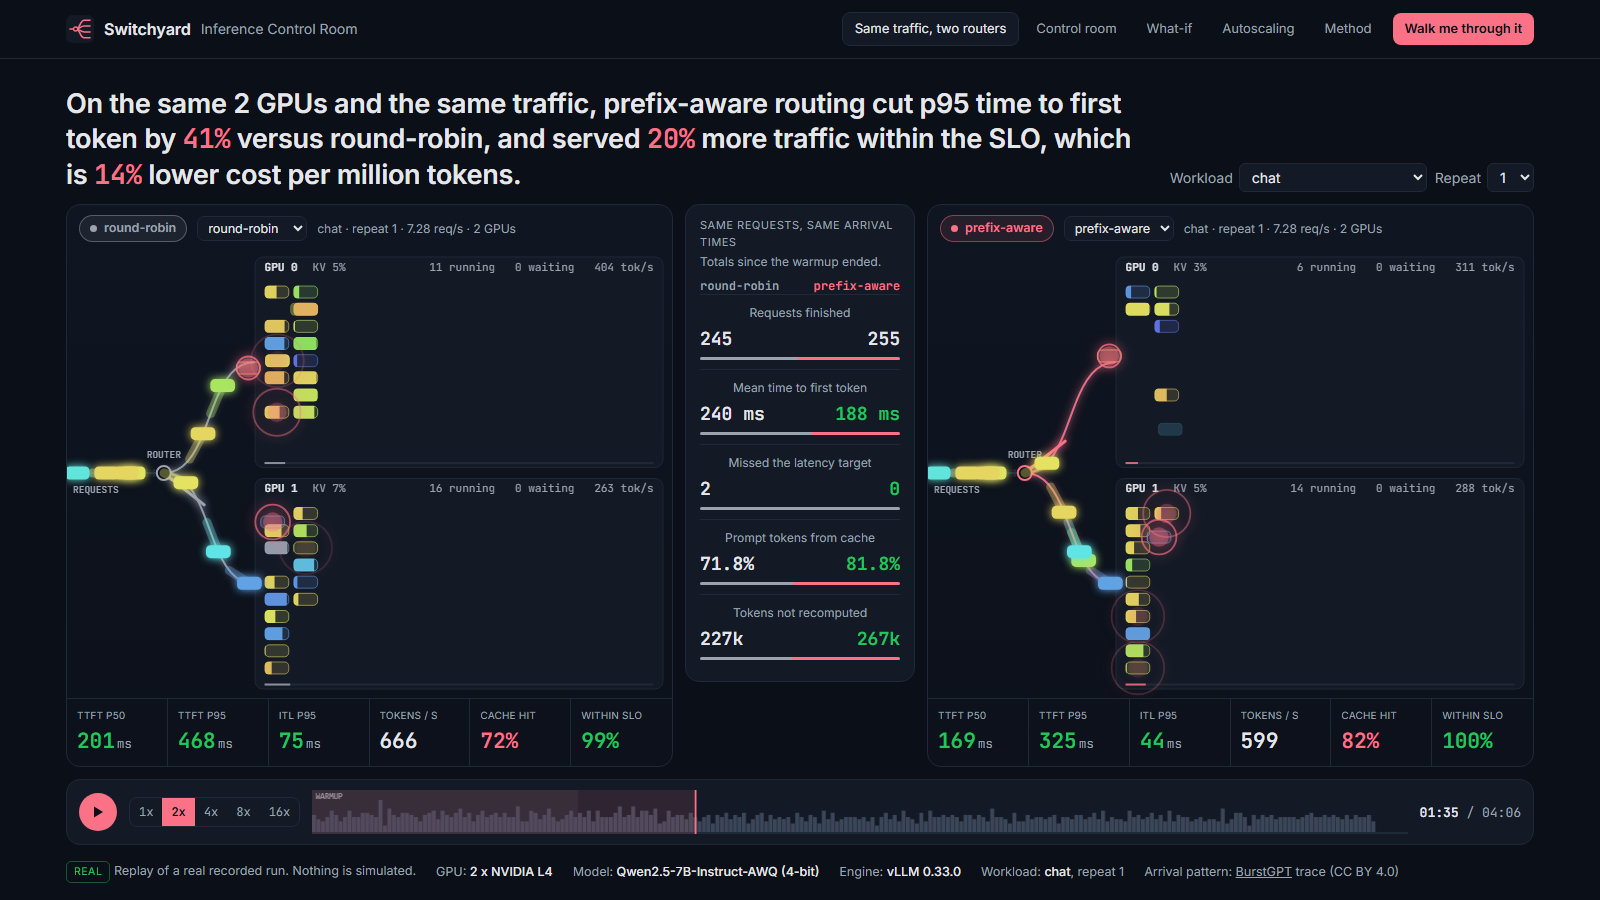 Switchyard Inference Control Room
Same traffic, two routers Control room What-if Autoscaling Method Walk me through it
On the same 2 GPUs and the same traffic, prefix-aware routing cut p95 time to first
token by 41% versus round-robin, and served 20% more traffic within the SLO, which
is 14% lower cost per million tokens.
Workload chat Repeat 1
round-robin round-robin chat · repeat 1 · 7.28 req/s · 2 GPUs
GPU 0 KV 5% 11 running 0 waiting 404 tok/s
ROUTER
REQUESTS
GPU 1 KV 7% 16 running 0 waiting 263 tok/s
TTFT P50 TTFT P95 ITL P95 TOKENS / S CACHE HIT WITHIN SLO
201 ms 468 ms 75 ms 666 72% 99%
SAME REQUESTS, SAME ARRIVAL
TIMES
Totals since the warmup ended.
round-robin prefix-aware
Requests finished
245 255
Mean time to first token
240 ms 188 ms
Missed the latency target
2 0
Prompt tokens from cache
71.8% 81.8%
Tokens not recomputed
227k 267k
prefix-aware prefix-aware chat · repeat 1 · 7.28 req/s · 2 GPUs
GPU 0 KV 3% 6 running 0 waiting 311 tok/s
ROUTER
REQUESTS
GPU 1 KV 5% 14 running 0 waiting 288 tok/s
TTFT P50 TTFT P95 ITL P95 TOKENS / S CACHE HIT WITHIN SLO
169 ms 325 ms 44 ms 599 82% 100%
1x 2x 4x 8x 16x
WARMUP
01:35 / 04:06
REAL Replay of a real recorded run. Nothing is simulated. GPU: 2 x NVIDIA L4 Model: Qwen2.5-7B-Instruct-AWQ (4-bit) Engine: vLLM 0.33.0 Workload: chat, repeat 1 Arrival pattern: BurstGPT trace (CC BY 4.0)